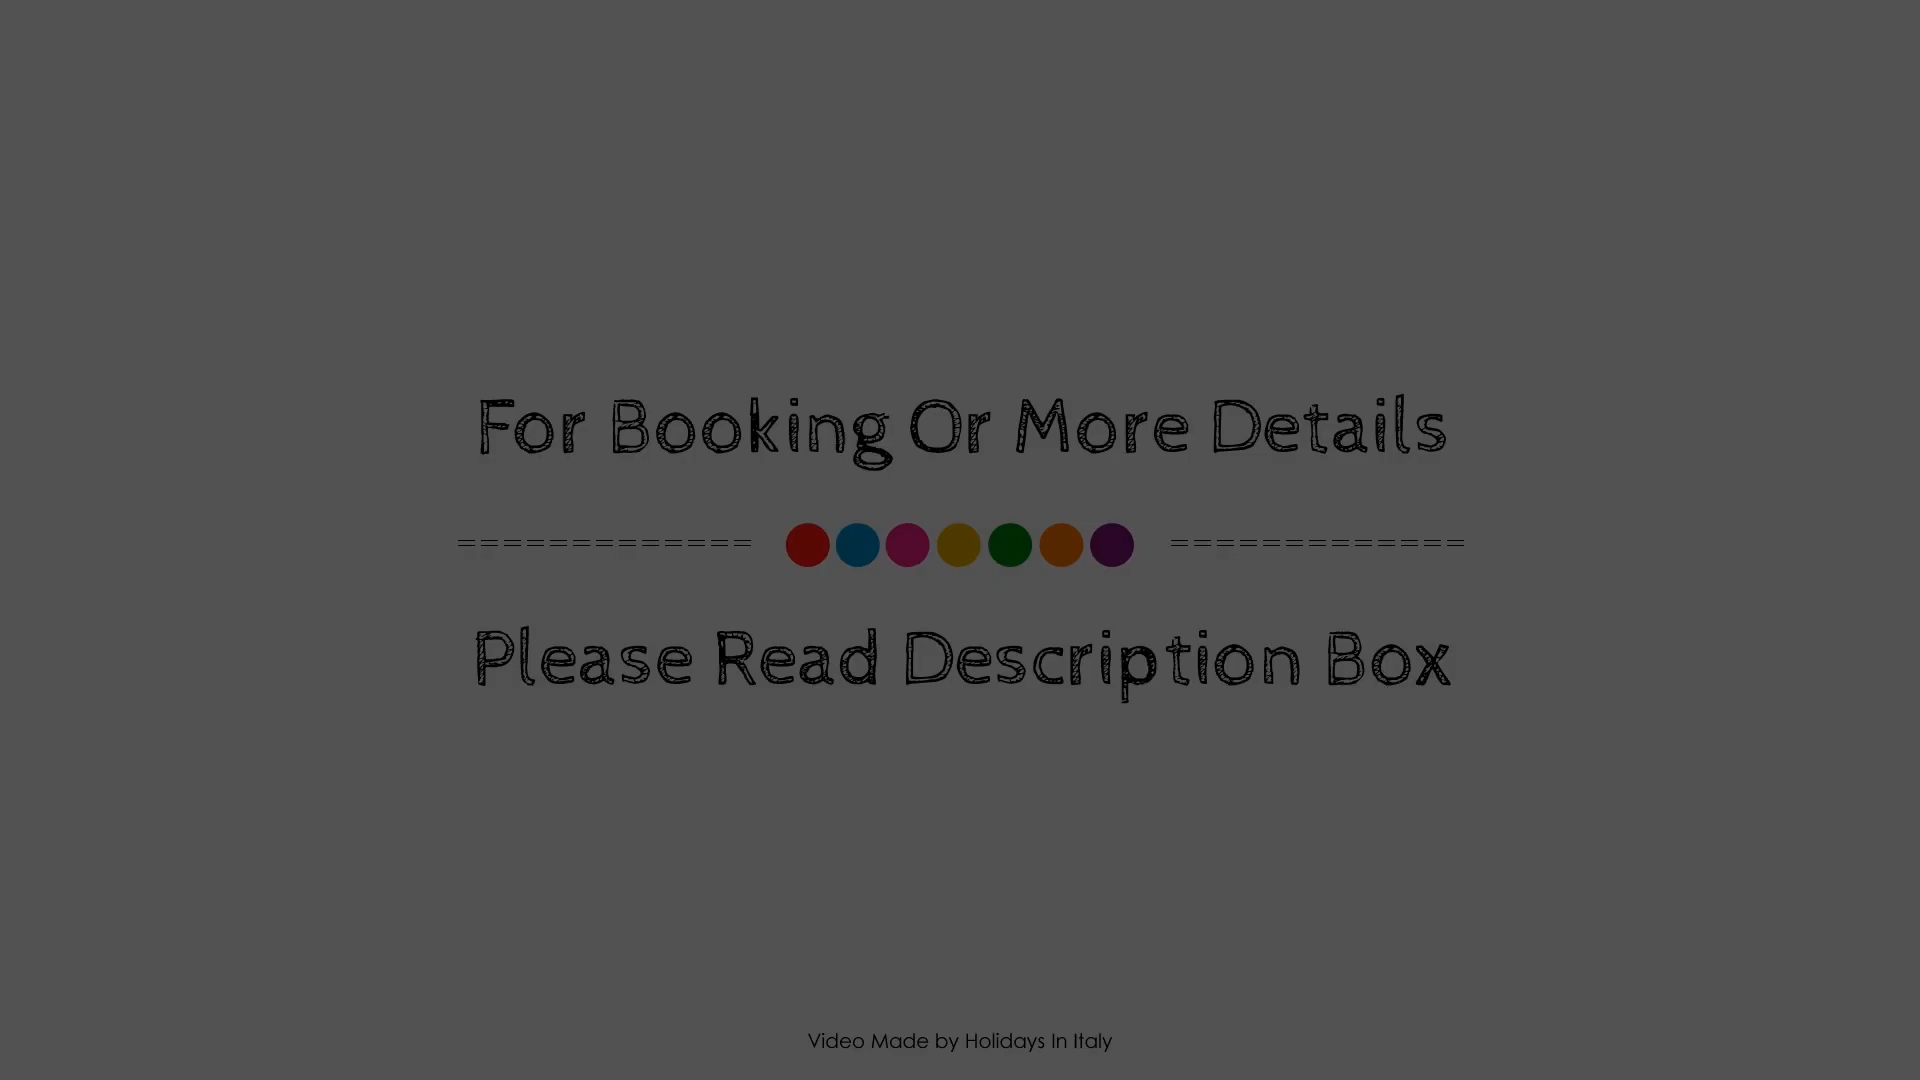 For Booking Or More Details
============= =============
Please Read Description Box
Video Made by Holidays In Italy